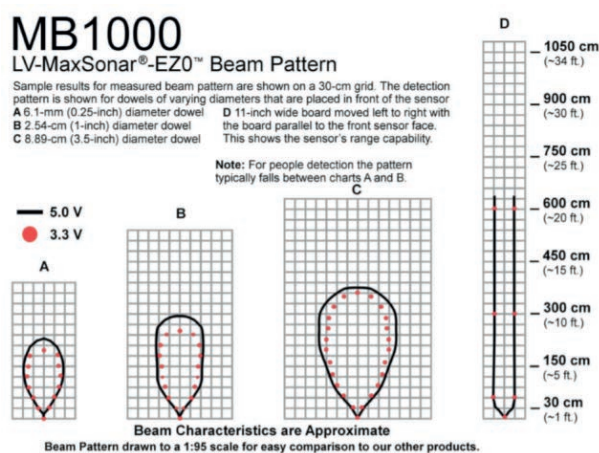 MB1000
LV-MaxSonar®-EZ0™ Beam Pattern
Sample results for measured beam pattern are shown on a 30-cm grid. The detection
pattern is shown for dowels of varying diameters that are placed in front of the sensor
A 6.1-mm (0.25-inch) diameter dowel
B 2.54-cm (1-inch) diameter dowel
C 8.89-cm (3.5-inch) diameter dowel
D 11-inch wide board moved left to right with
the board parallel to the front sensor face.
This shows the sensor's range capability.
Note: For people detection the pattern
typically falls between charts A and B.
5.0 V
3.3 V
A
B
C
D
1050 cm
(~34 ft.)
900 cm
(~30 ft.)
750 cm
(~25 ft.)
600 cm
(~20 ft.)
450 cm
(~15 ft.)
300 cm
(~10 ft.)
150 cm
(~5 ft.)
30 cm
(~1 ft.)
Beam Characteristics are Approximate
Beam Pattern drawn to a 1:95 scale for easy comparison to our other products.